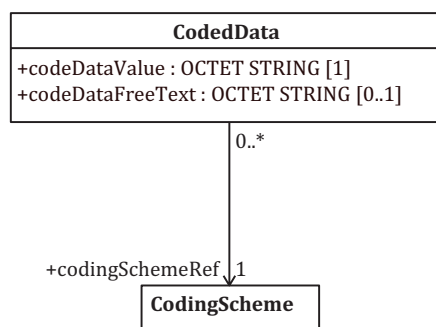 CodedData
+codeDataValue : OCTET STRING [1]
+codeDataFreeText : OCTET STRING [0..1]
0..*
+codingSchemeRef 1
CodingScheme